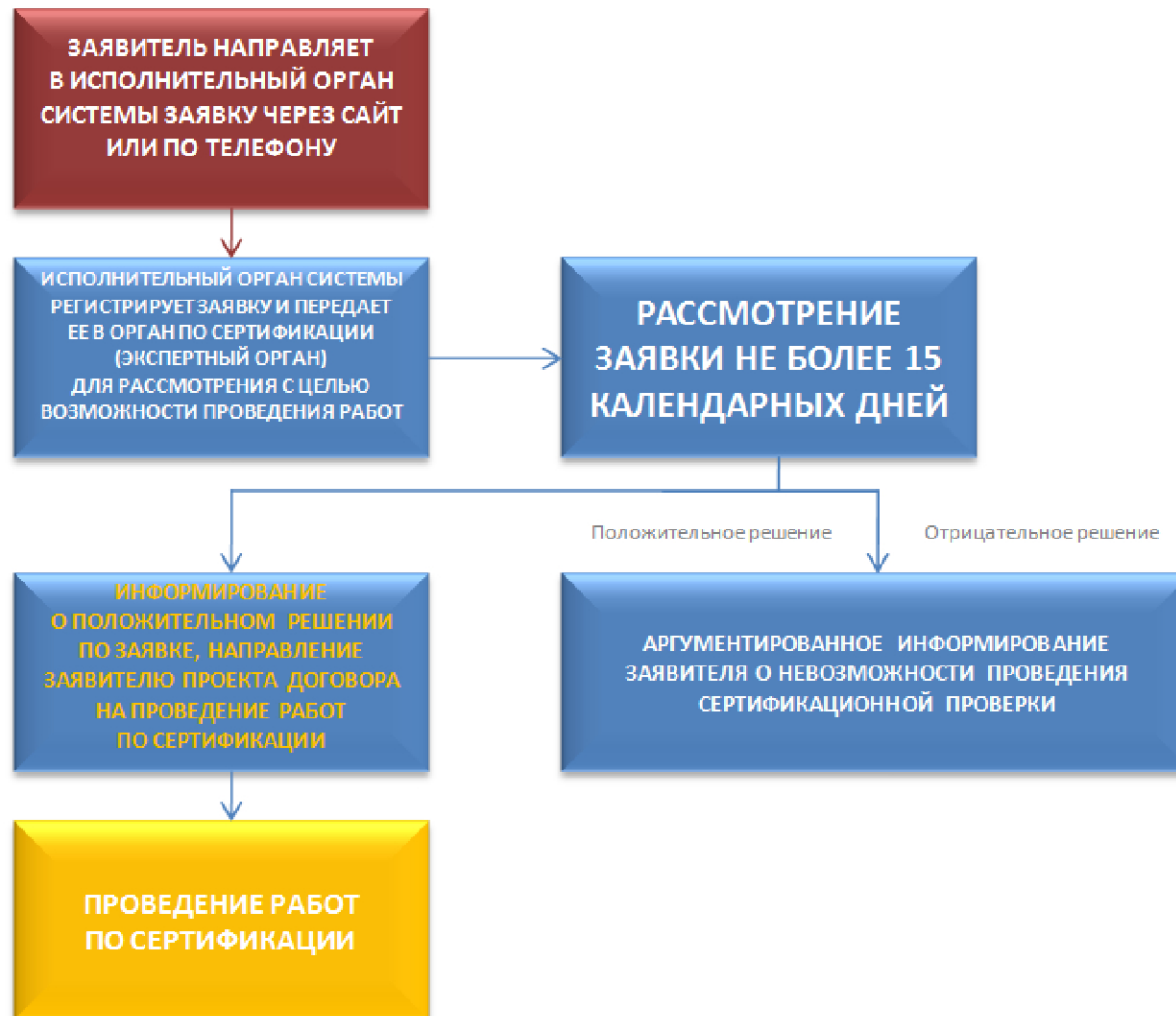 ЗАЯВИТЕЛЬ НАПРАВЛЯЕТ
В ИСПОЛНИТЕЛЬНЫЙ ОРГАН
СИСТЕМЫ ЗАЯВКУ ЧЕРЕЗ САЙТ
ИЛИ ПО ТЕЛЕФОНУ
ИСПОЛНИТЕЛЬНЫЙ ОРГАН СИСТЕМЫ
РЕГИСТРИРУЕТ ЗАЯВКУ И ПЕРЕДАЕТ
ЕЕ В ОРГАН ПО СЕРТИФИКАЦИИ
(ЭКСПЕРТНЫЙ ОРГАН)
ДЛЯ РАССМОТРЕНИЯ С ЦЕЛЬЮ
ВОЗМОЖНОСТИ ПРОВЕДЕНИЯ РАБОТ
РАССМОТРЕНИЕ
ЗАЯВКИ НЕ БОЛЕЕ 15
КАЛЕНДАРНЫХ ДНЕЙ
Положительное решение
Отрицательное решение
ИНФОРМИРОВАНИЕ
О ПОЛОЖИТЕЛЬНОМ РЕШЕНИИ
ПО ЗАЯВКЕ, НАПРАВЛЕНИЕ
ЗАЯВИТЕЛЮ ПРОЕКТА ДОГОВОРА
НА ПРОВЕДЕНИЕ РАБОТ
ПО СЕРТИФИКАЦИИ
АРГУМЕНТИРОВАННОЕ ИНФОРМИРОВАНИЕ
ЗАЯВИТЕЛЯ О НЕВОЗМОЖНОСТИ ПРОВЕДЕНИЯ
СЕРТИФИКАЦИОННОЙ ПРОВЕРКИ
ПРОВЕДЕНИЕ РАБОТ
ПО СЕРТИФИКАЦИИ